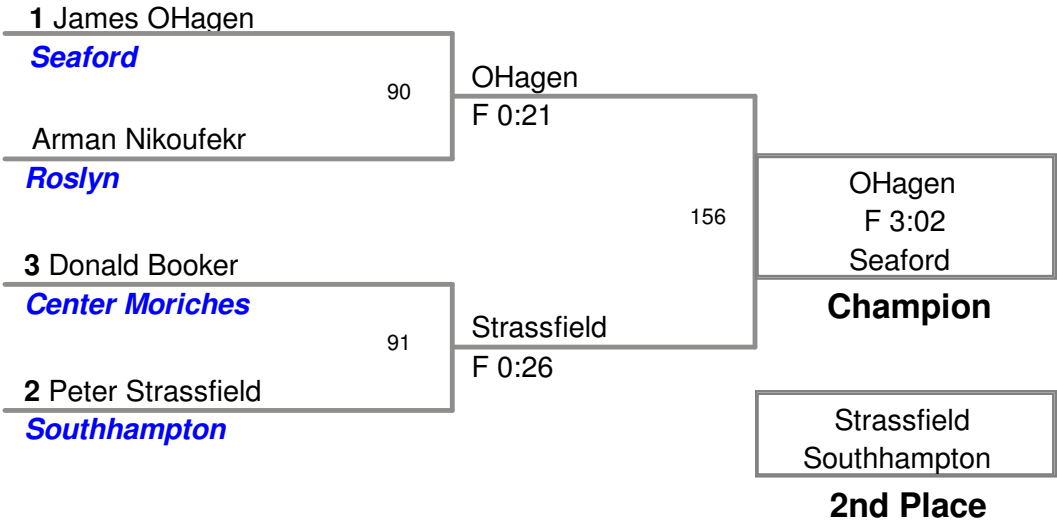 1 James OHagen
Seaford
90
OHagen
F 0:21
Arman Nikoufekr
Roslyn
156
OHagen
F 3:02
Seaford
Champion
3 Donald Booker
Center Moriches
91
Strassfield
F 0:26
2 Peter Strassfield
Southhampton
Strassfield
Southhampton
2nd Place